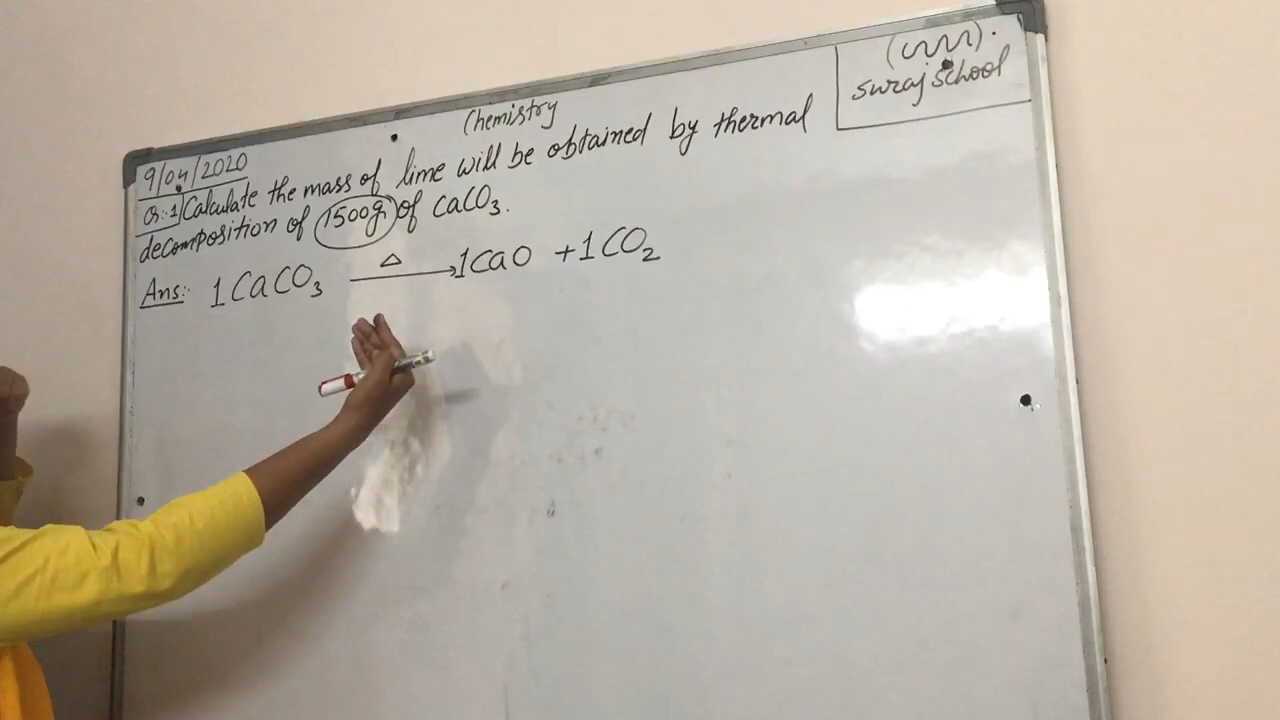 (
).
Suraj school
Chemistry
9/04/2020
Q:-1) Calculate the mass of lime will be obtained by thermal
decomposition of 1500g of CaCO₃.
Ans:- 1CaCO₃ —Δ→ 1CaO + 1CO₂